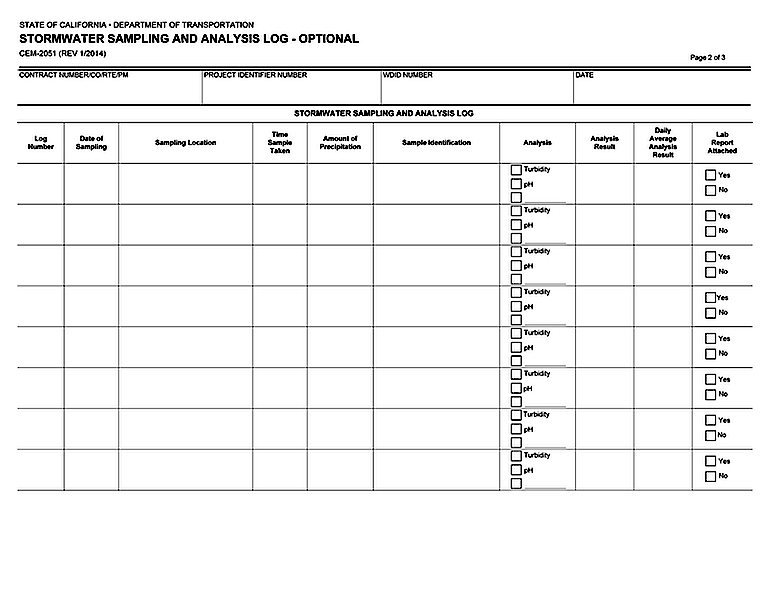 STATE OF CALIFORNIA • DEPARTMENT OF TRANSPORTATION
STORMWATER SAMPLING AND ANALYSIS LOG - OPTIONAL
CEM-2051 (REV 1/2014)
Page 2 of 3
CONTRACT NUMBER/CO/RTE/PM PROJECT IDENTIFIER NUMBER WDID NUMBER DATE
STORMWATER SAMPLING AND ANALYSIS LOG
Log Number Date of Sampling Sampling Location Time Sample Taken Amount of Precipitation Sample Identification Analysis Analysis Result Daily Average Analysis Result Lab Report Attached
Turbidity
Yes
pH
No
Turbidity
Yes
pH
No
Turbidity
Yes
pH
No
Turbidity
Yes
pH
No
Turbidity
Yes
pH
No
Turbidity
Yes
pH
No
Turbidity
Yes
pH
No
Turbidity
Yes
pH
No